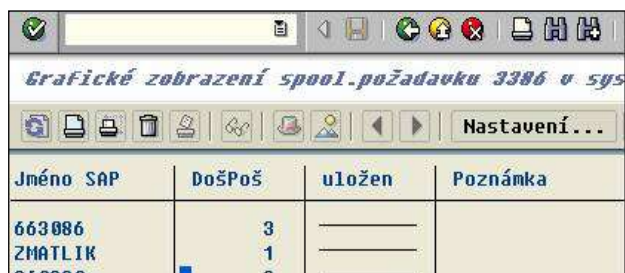 Grafické zobrazení spool.požadavku 3386 v sys
Nastavení...
Jméno SAP DošPoš uložen Poznámka
663086 3
ZMATLIK 1